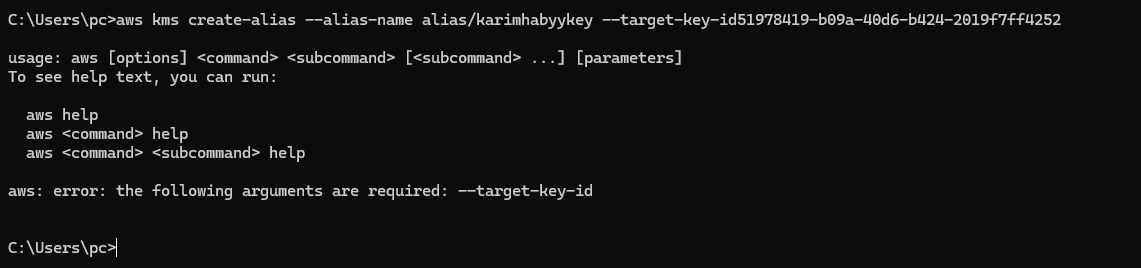 C:\Users\pc>aws kms create-alias --alias-name alias/karimhabyykey --target-key-id51978419-b09a-40d6-b424-2019f7ff4252
usage: aws [options] <command> <subcommand> [<subcommand> ...] [parameters]
To see help text, you can run:
aws help
aws <command> help
aws <command> <subcommand> help
aws: error: the following arguments are required: --target-key-id
C:\Users\pc>